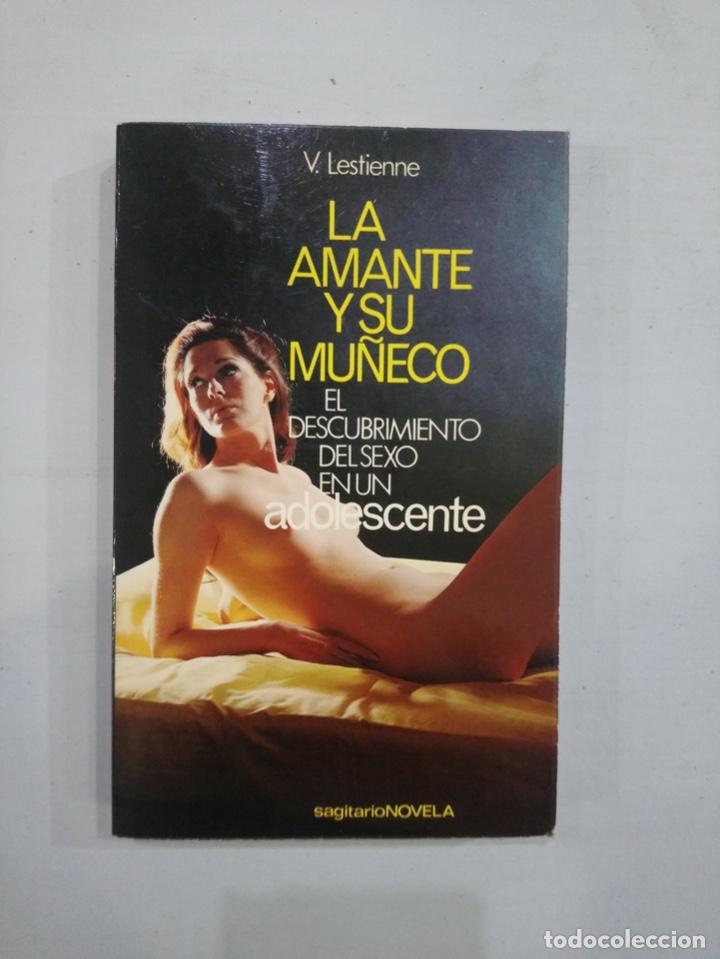 V. Lestienne
LA
AMANTE
Y SU
MUÑECO
EL
DESCUBRIMIENTO
DEL SEXO
EN UN
adolescente
sagitarioNOVELA
todocoleccion